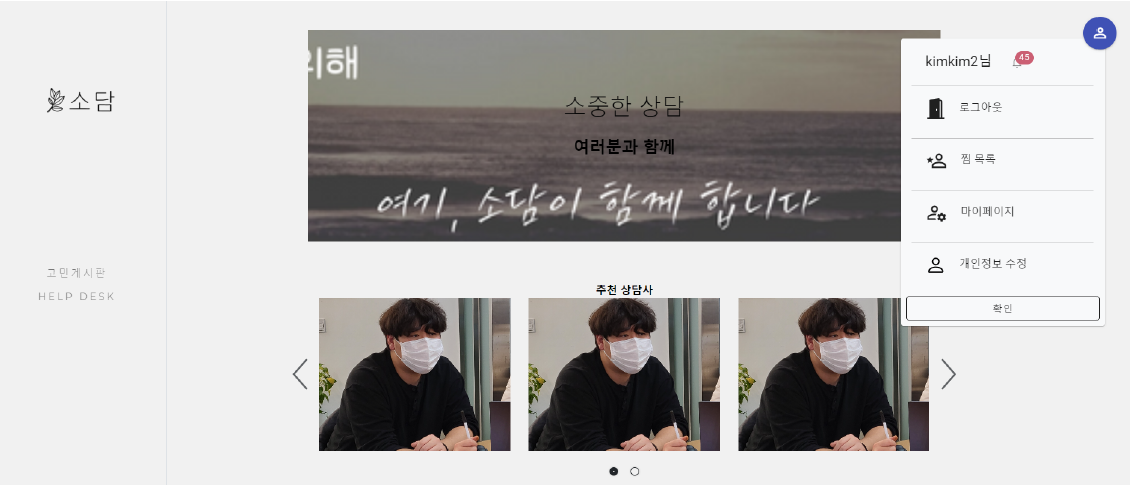 소담
고민게시판
HELP DESK
의해
소중한 상담
여러분과 함께
여기, 소담이 함께 합니다
추천 상담사
kimkim2님
45
로그아웃
찜 목록
마이페이지
개인정보 수정
확인